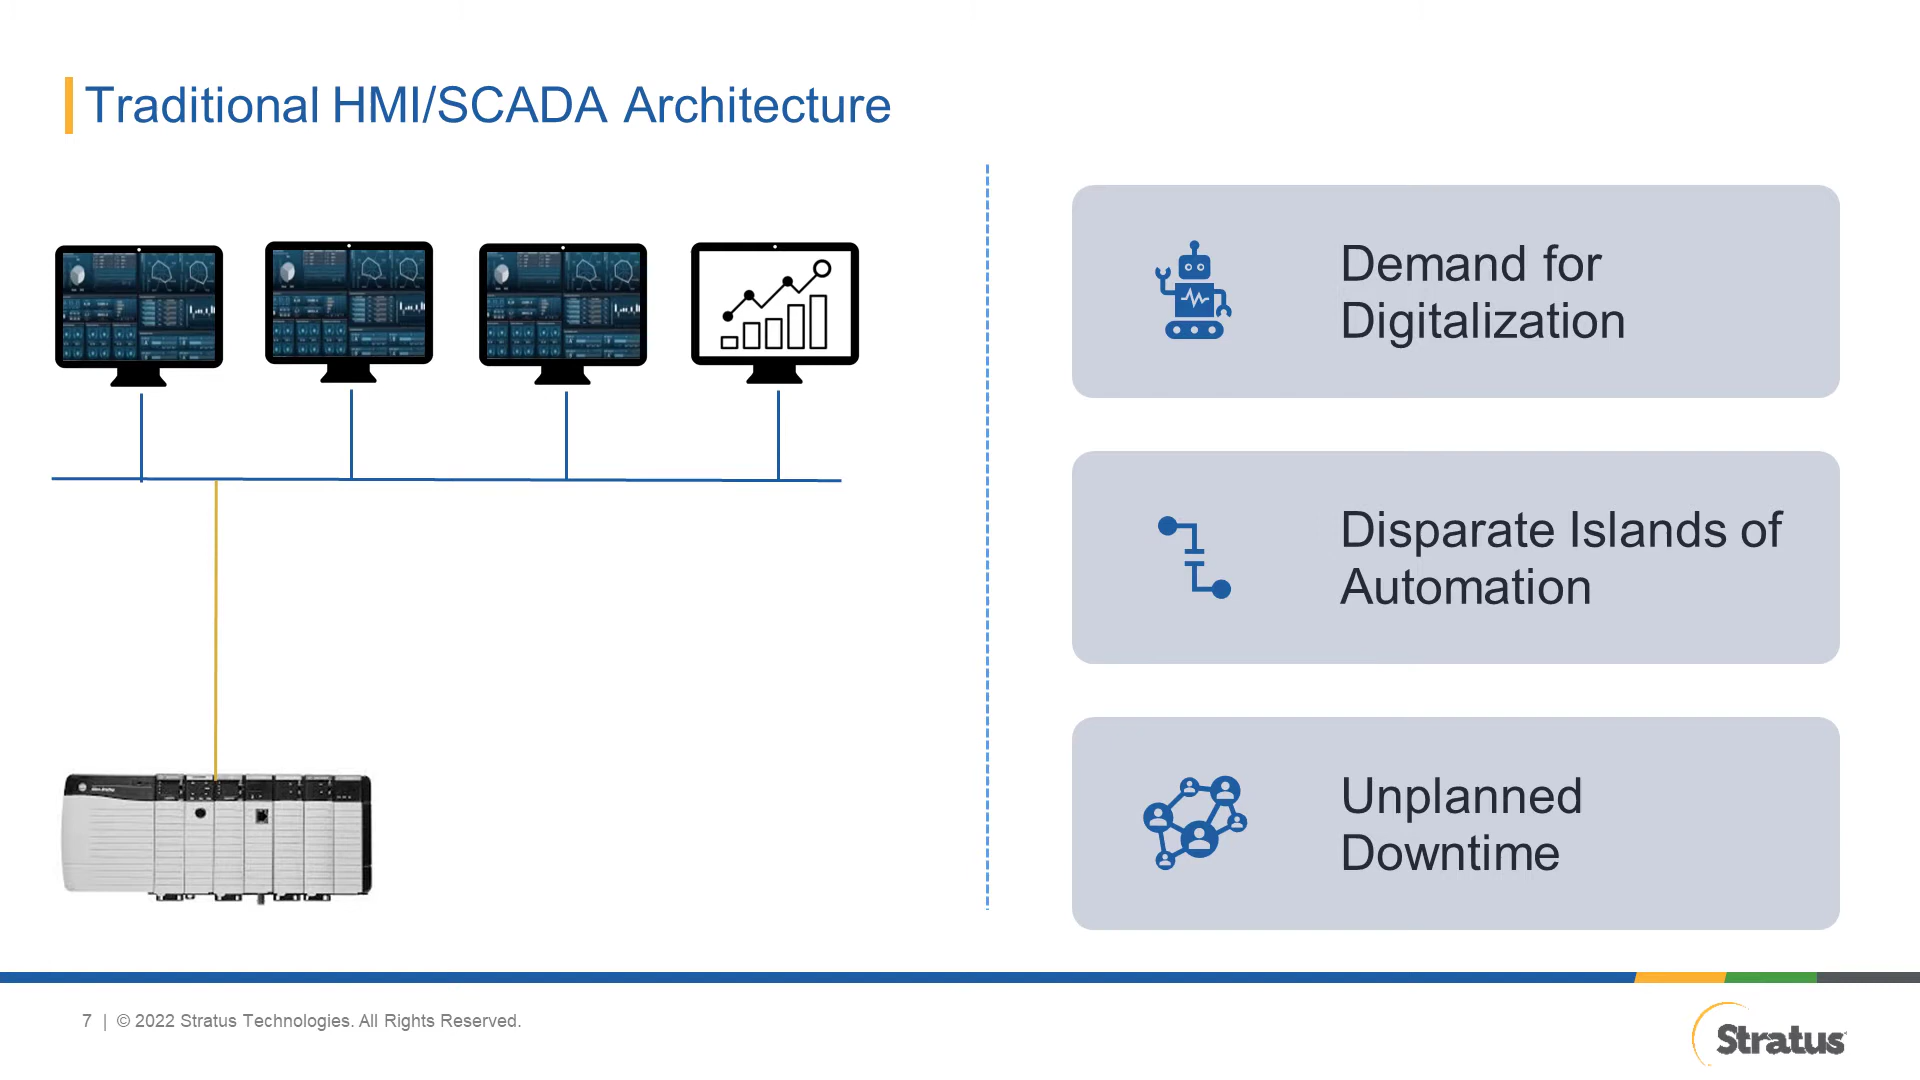 Traditional HMI/SCADA Architecture
Demand for
Digitalization
Disparate Islands of
Automation
Unplanned
Downtime
7 | © 2022 Stratus Technologies. All Rights Reserved.
Stratus